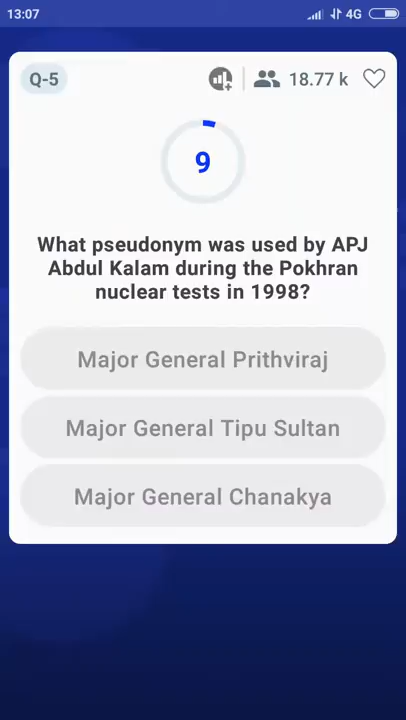 13:07
4G
Q-5
18.77 k
9
What pseudonym was used by APJ
Abdul Kalam during the Pokhran
nuclear tests in 1998?
Major General Prithviraj
Major General Tipu Sultan
Major General Chanakya